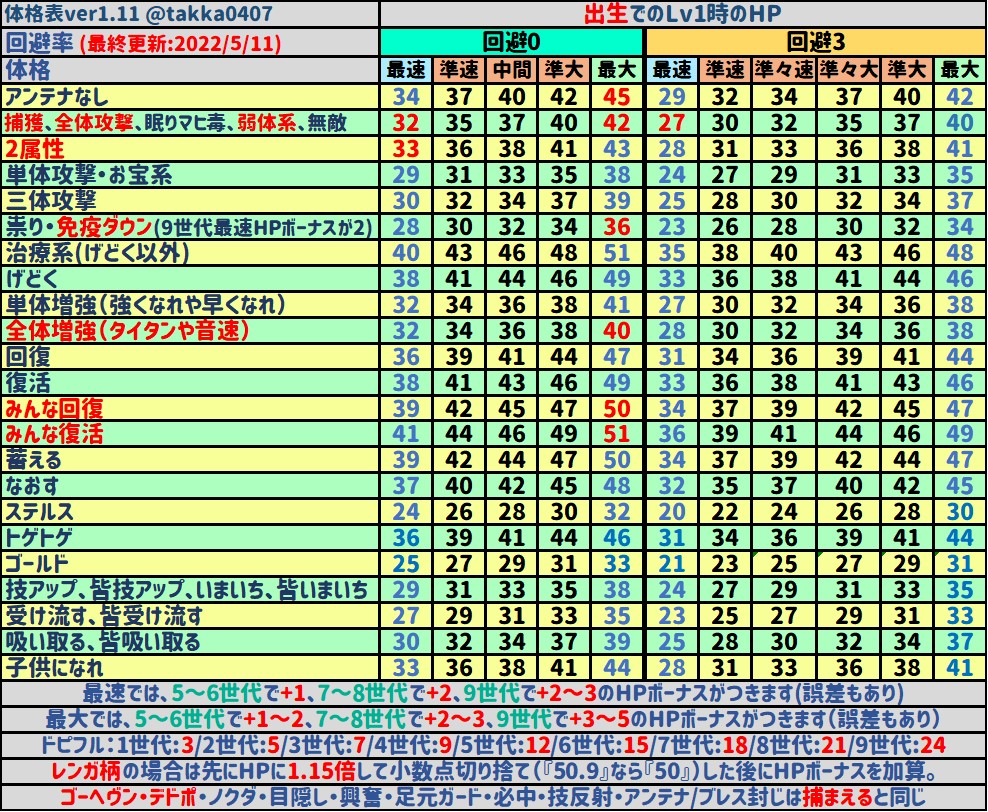 体格表ver1.11 @takka0407 出生でのLv1時のHP
回避率 (最終更新:2022/5/11) 回避0 回避3
体格 最速 準速 中間 準大 最大 最速 準速 準々速 準々大 準大 最大
アンテナなし 34 37 40 42 45 29 32 34 37 40 42
捕獲、全体攻撃、眠りマヒ毒、弱体系、無敵 32 35 37 40 42 27 30 32 35 37 40
2属性 33 36 38 41 43 28 31 33 36 38 41
単体攻撃・お宝系 29 31 33 35 38 24 27 29 31 33 35
三体攻撃 30 32 34 37 39 25 28 30 32 34 37
祟り・免疫ダウン(9世代最速HPボーナスが2) 28 30 32 34 36 23 26 28 30 32 34
治療系(げどく以外) 40 43 46 48 51 35 38 40 43 46 48
げどく 38 41 44 46 49 33 36 38 41 44 46
単体増強(強くなれや早くなれ) 32 34 36 38 41 27 30 32 34 36 38
全体増強(タイタンや音速) 32 34 36 38 40 28 30 32 34 36 38
回復 36 39 41 44 47 31 34 36 39 41 44
復活 38 41 43 46 49 33 36 38 41 43 46
みんな回復 39 42 45 47 50 34 37 39 42 45 47
みんな復活 41 44 46 49 51 36 39 41 44 46 49
蓄える 39 42 44 47 50 34 37 39 42 44 47
なおす 37 40 42 45 48 32 35 37 40 42 45
ステルス 24 26 28 30 32 20 22 24 26 28 30
トゲトゲ 36 39 41 44 46 31 34 36 39 41 44
ゴールド 25 27 29 31 33 21 23 25 27 29 31
技アップ、皆技アップ、いまいち、皆いまいち 29 31 33 35 38 24 27 29 31 33 35
受け流す、皆受け流す 27 29 31 33 35 23 25 27 29 31 33
吸い取る、皆吸い取る 30 32 34 37 39 25 28 30 32 34 37
子供になれ 33 36 38 41 44 28 31 33 36 38 41
最速では、5～6世代で+1、7～8世代で+2、9世代で+2～3のHPボーナスがつきます(誤差もあり)
最大では、5～6世代で+1～2、7～8世代で+2～3、9世代で+3～5のHPボーナスがつきます(誤差もあり)
ドピフル:1世代:3/2世代:5/3世代:7/4世代:9/5世代:12/6世代:15/7世代:18/8世代:21/9世代:24
レンガ柄の場合は先にHPに1.15倍して小数点切り捨て(『50.9』なら『50』)した後にHPボーナスを加算。
ゴーヘヴン・デドポ・ノクダ・目隠し・興奮・足元ガード・必中・技反射・アンテナ/ブレス封じは捕まえると同じ